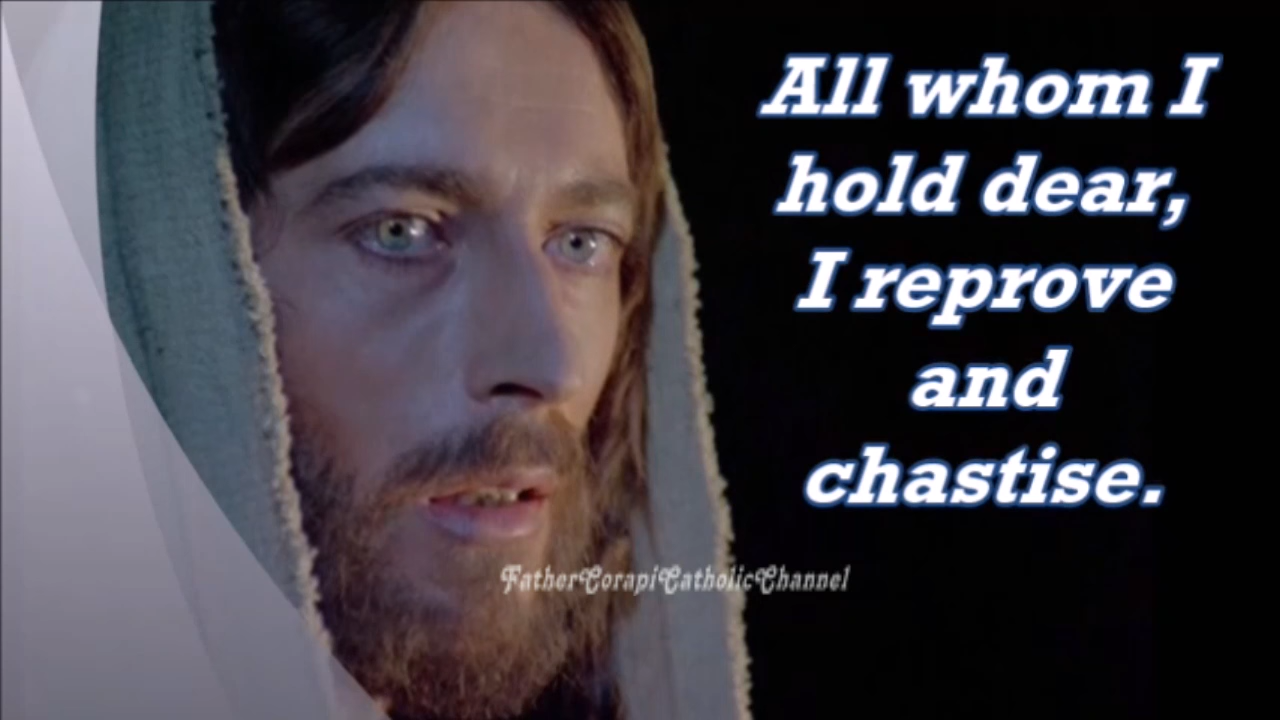 All whom I
hold dear,
I reprove
and
chastise.
FatherCorapiCatholicChannel